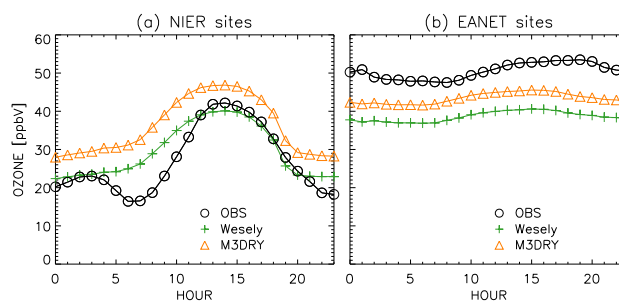 (a) NIER sites
(b) EANET sites
OZONE [ppbV]
60
50
40
30
20
10
0
OBS
Wesely
M3DRY
OBS
Wesely
M3DRY
0 5 10 15 20
0 5 10 15 20
HOUR
HOUR